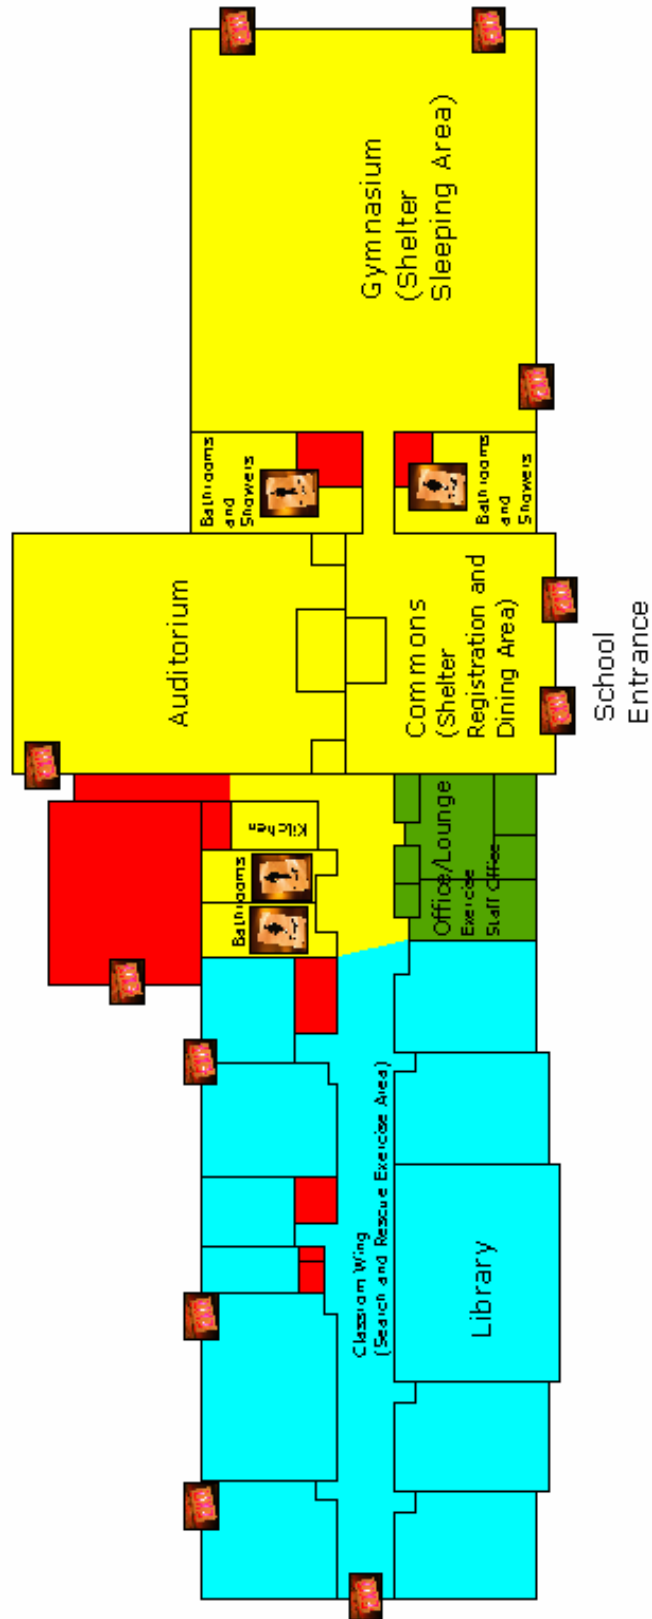 Gymnasium
(Shelter
Sleeping Area)
Bathrooms
and
Showers
Bathrooms
and
Showers
Auditorium
Commons
(Shelter
Registration and
Dining Area)
School
Entrance
Kitchen
Bathrooms
Office/Lounge
Exercise
Staff Office
Classroom Wing
(Search and Rescue Exercise Area)
Library